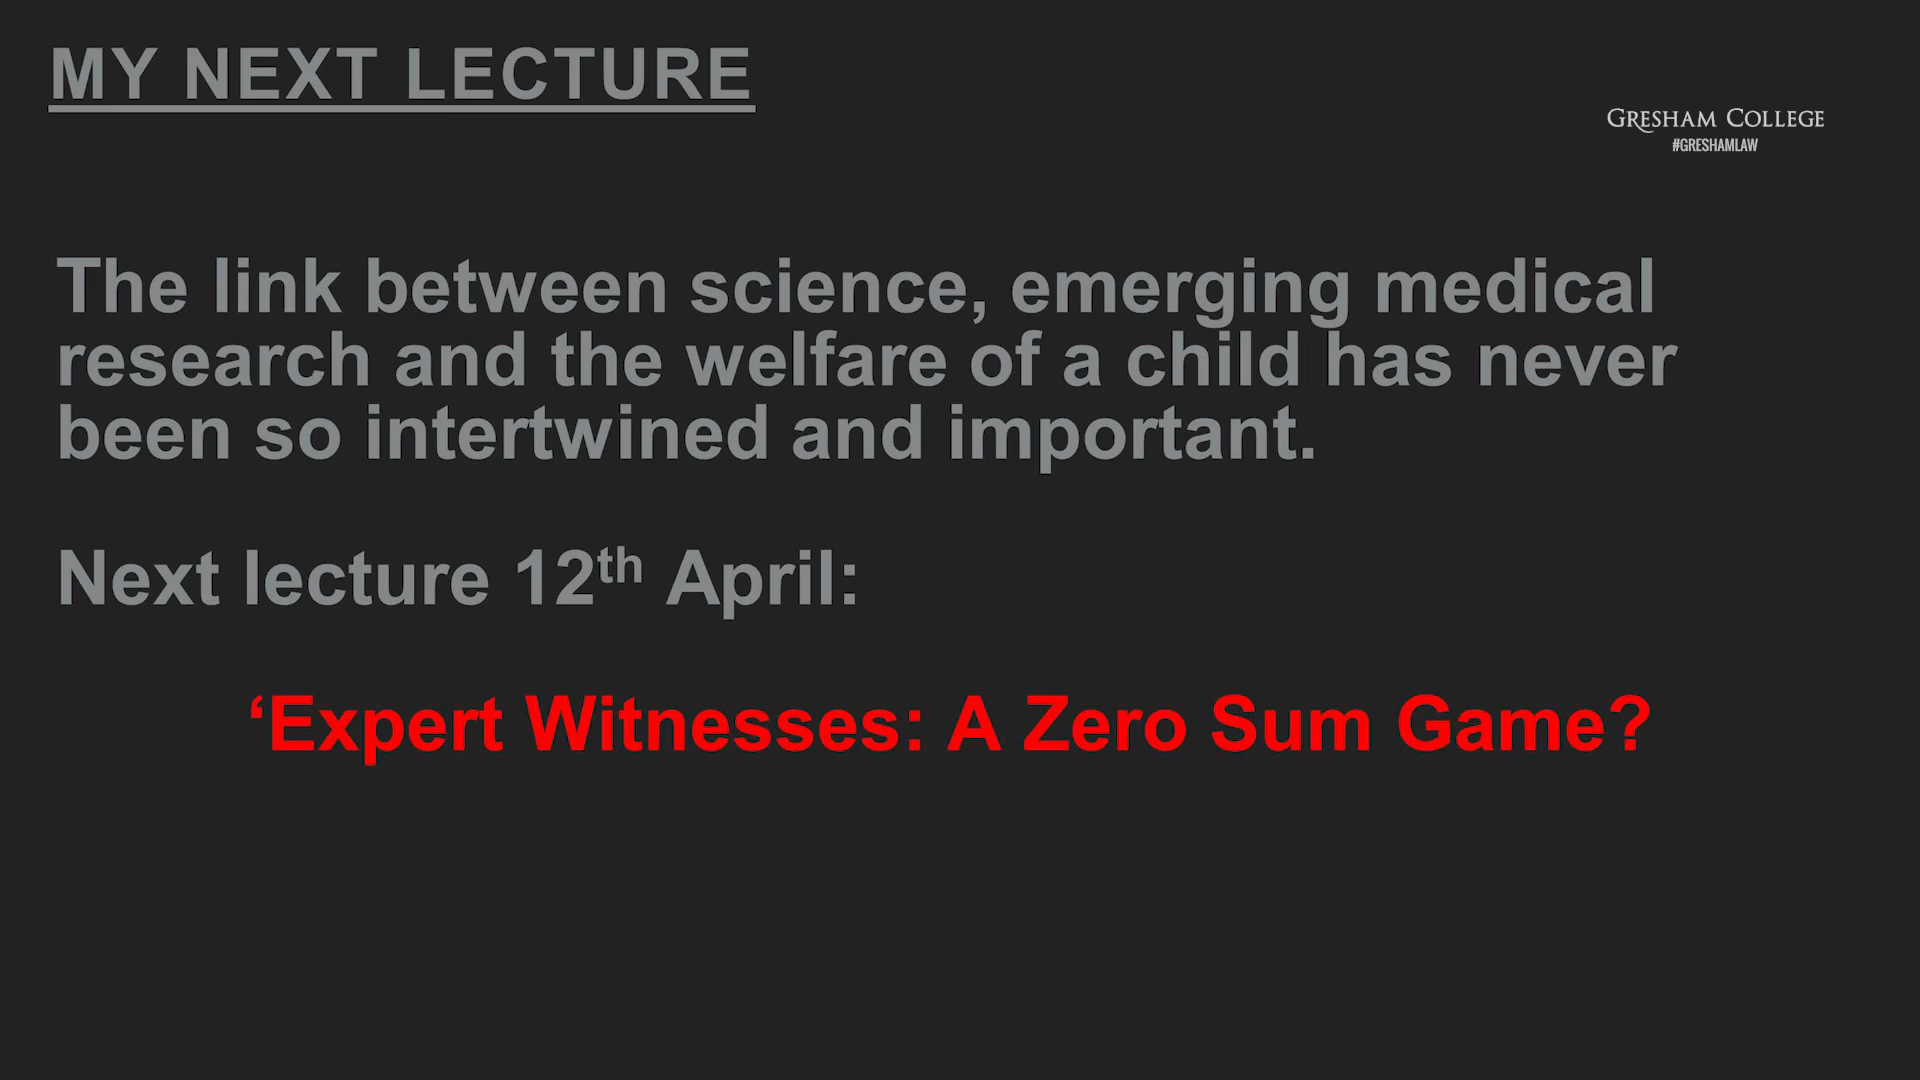 MY NEXT LECTURE
GRESHAM COLLEGE
#GRESHAMLAW
The link between science, emerging medical
research and the welfare of a child has never
been so intertwined and important.
Next lecture 12th April:
‘Expert Witnesses: A Zero Sum Game?